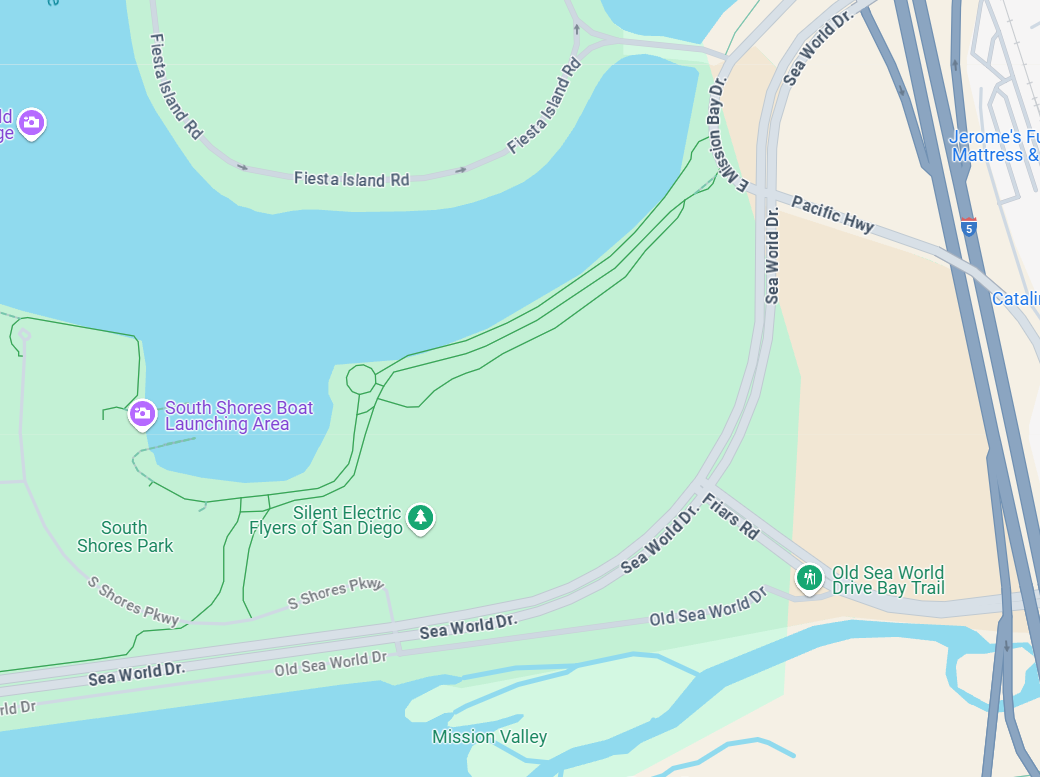 Sea World Dr.
Fiesta Island Rd
Fiesta Island Rd
Fiesta Island Rd
E Mission Bay Dr.
Jerome's Fu
Mattress &
Pacific Hwy
5
Sea World Dr.
Catali
South Shores Boat
Launching Area
Silent Electric
Flyers of San Diego
South
Shores Park
Friars Rd
Sea World Dr.
Old Sea World
Drive Bay Trail
S Shores Pkwy
S Shores Pkwy
Old Sea World Dr
Sea World Dr.
Old Sea World Dr
Sea World Dr.
rld Dr
Mission Valley
ld
ge